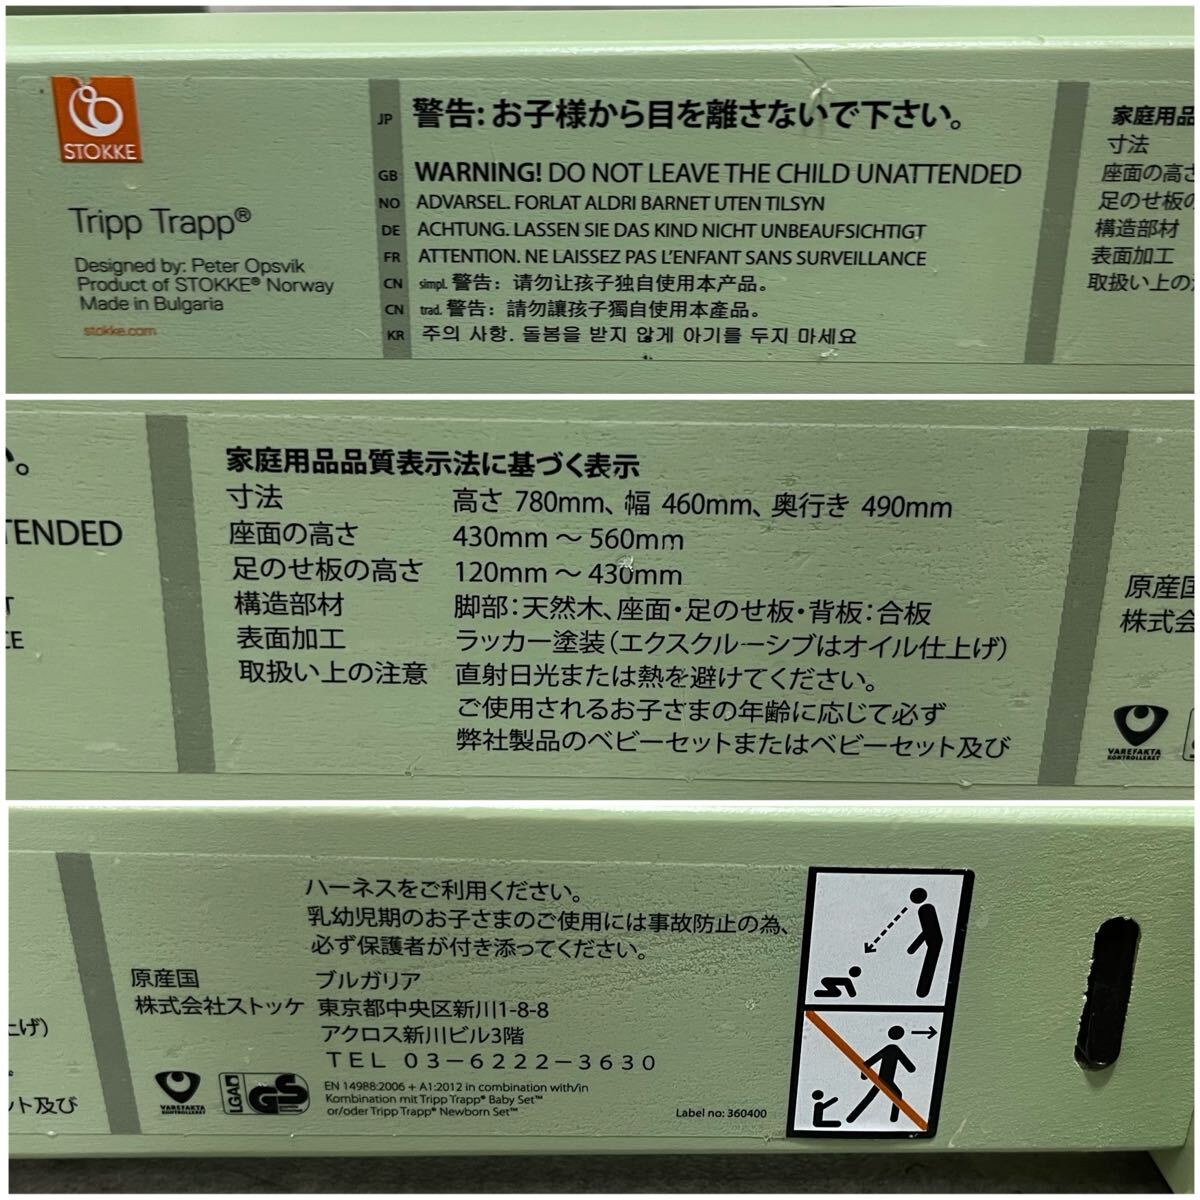 STOKKE
Tripp Trapp®
Designed by: Peter Opsvik
Product of STOKKE® Norway
Made in Bulgaria
stokke.com
JP 警告: お子様から目を離さないで下さい。
GB WARNING! DO NOT LEAVE THE CHILD UNATTENDED
NO ADVARSEL. FORLAT ALDRI BARNET UTEN TILSYN
DE ACHTUNG. LASSEN SIE DAS KIND NICHT UNBEAUFSICHTIGT
FR ATTENTION. NE LAISSEZ PAS L'ENFANT SANS SURVEILLANCE
CN simpl. 警告：请勿让孩子独自使用本产品。
CN trad. 警告：請勿讓孩子獨自使用本產品。
KR 주의 사항. 돌봄을 받지 않게 아기를 두지 마세요
家庭用品
寸法
座面の高さ
足のせ板の
構造部材
表面加工
取扱い上の
い。
TENDED
家庭用品品質表示法に基づく表示
寸法 高さ 780mm、幅 460mm、奥行き 490mm
座面の高さ 430mm ～ 560mm
足のせ板の高さ 120mm ～ 430mm
構造部材 脚部：天然木、座面・足のせ板・背板：合板
表面加工 ラッカー塗装（エクスクルーシブはオイル仕上げ）
取扱い上の注意 直射日光または熱を避けてください。
ご使用されるお子さまの年齢に応じて必ず
弊社製品のベビーセットまたはベビーセット及び
原産国
株式会
VAREFAKTA
KONTROLLERET
ハーネスをご利用ください。
乳幼児期のお子さまのご使用には事故防止の為、
必ず保護者が付き添ってください。
原産国 ブルガリア
株式会社ストッケ 東京都中央区新川1-8-8
アクロス新川ビル3階
ＴＥＬ ０３－６２２２－３６３０
上げ）
ット及び
VAREFAKTA
KONTROLLERET
LGA GS
EN 14988:2006 + A1:2012 in combination with/in
Kombination mit Tripp Trapp® Baby Set™
or/oder Tripp Trapp® Newborn Set™
Label no: 360400